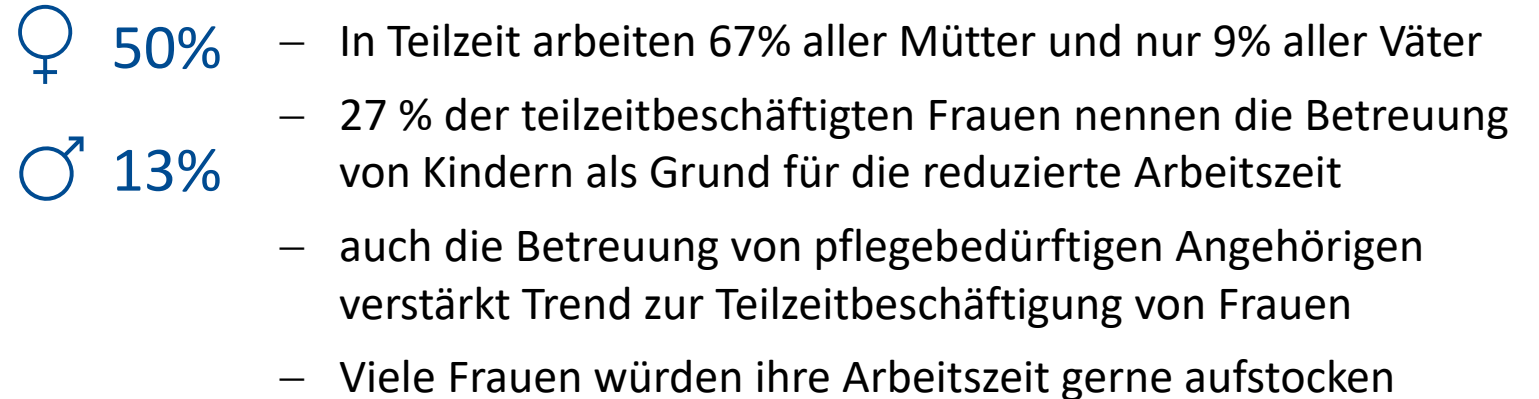 ♀ 50% – In Teilzeit arbeiten 67% aller Mütter und nur 9% aller Väter
– 27 % der teilzeitbeschäftigten Frauen nennen die Betreuung
♂ 13% von Kindern als Grund für die reduzierte Arbeitszeit
– auch die Betreuung von pflegebedürftigen Angehörigen
verstärkt Trend zur Teilzeitbeschäftigung von Frauen
– Viele Frauen würden ihre Arbeitszeit gerne aufstocken